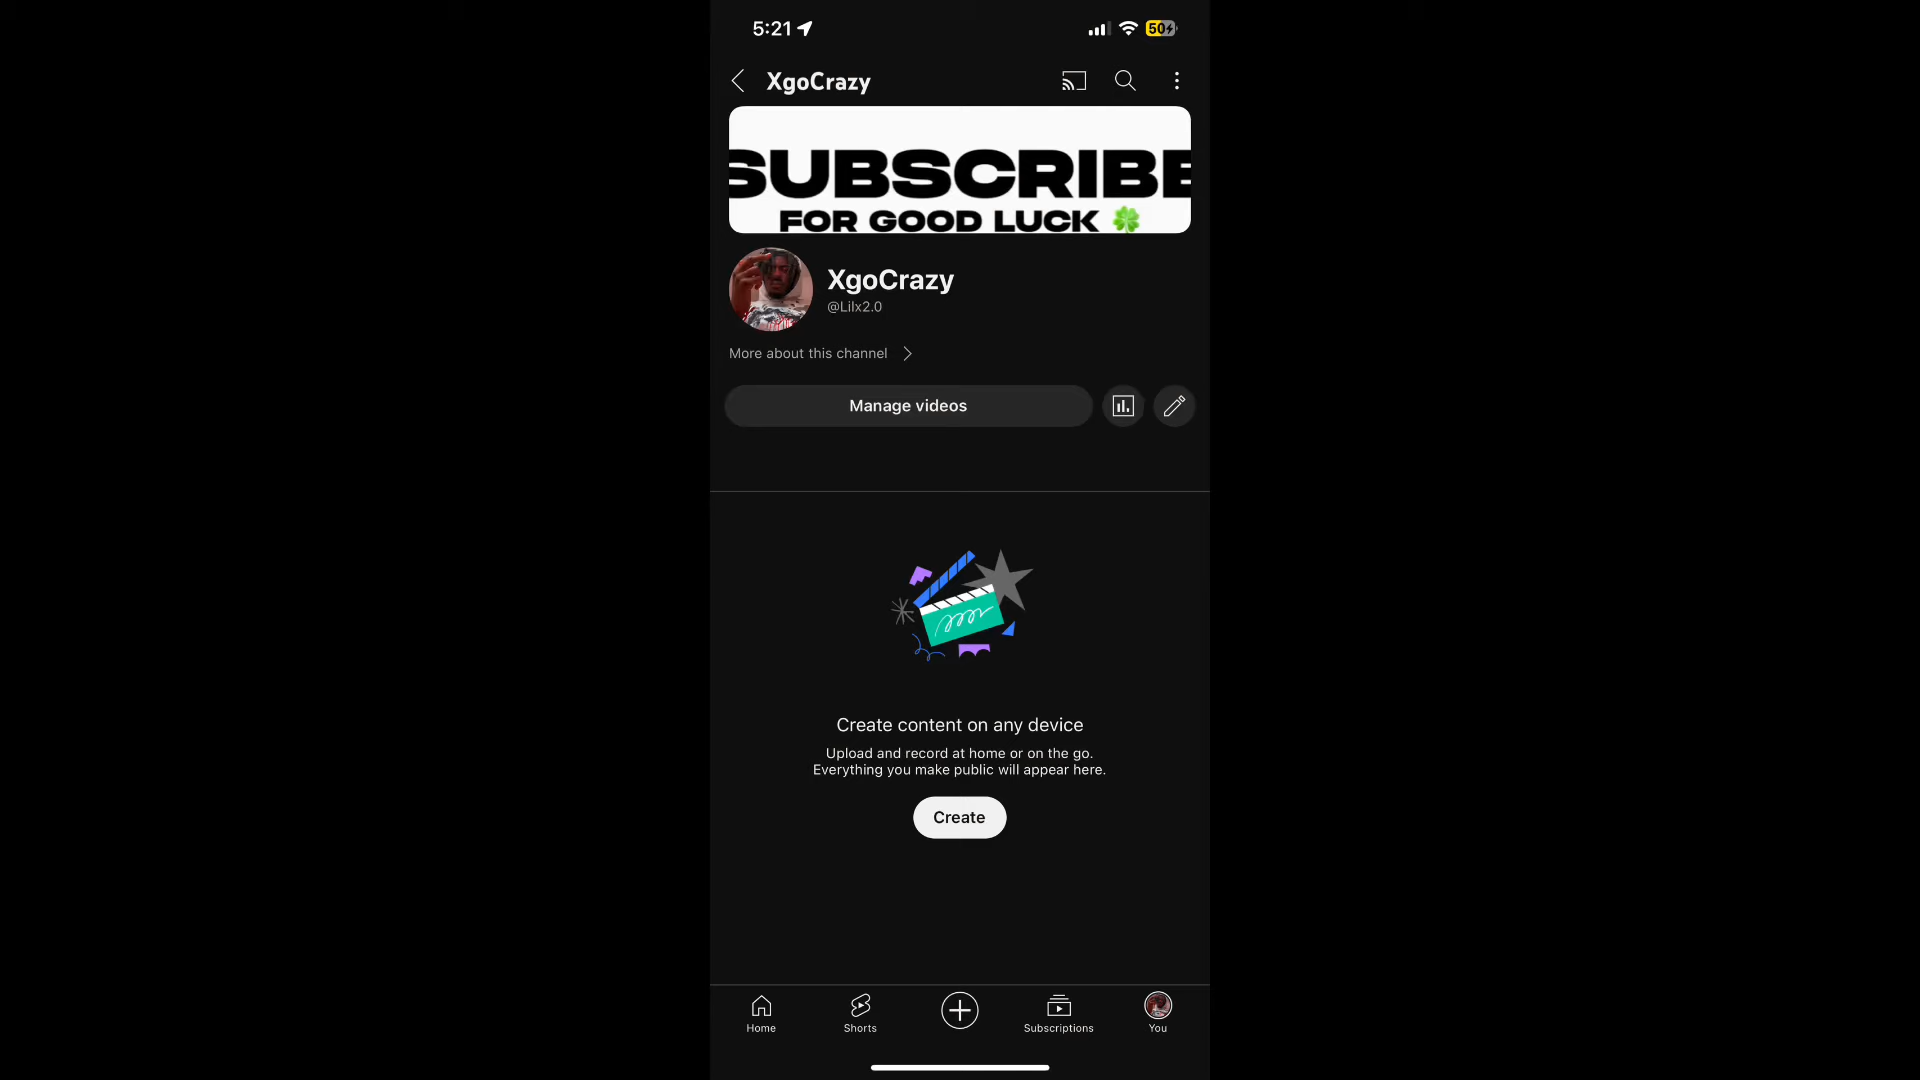 5:21
50
XgoCrazy
SUBSCRIBE
FOR GOOD LUCK 🍀
XgoCrazy
@Lilx2.0
More about this channel
Manage videos
Create content on any device
Upload and record at home or on the go.
Everything you make public will appear here.
Create
Home
Shorts
Subscriptions
You